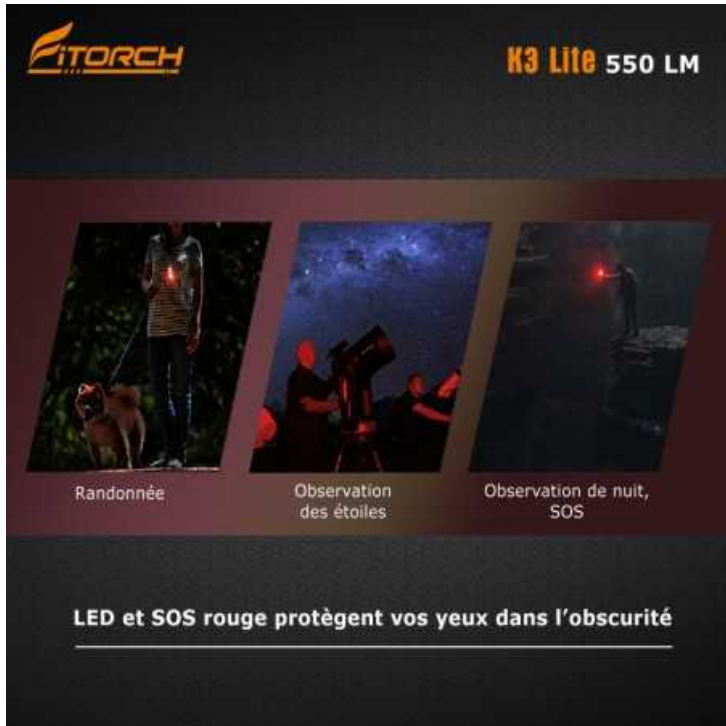 FiTORCH
K3 Lite 550 LM
Randonnée
Observation
des étoiles
Observation de nuit,
SOS
LED et SOS rouge protègent vos yeux dans l’obscurité